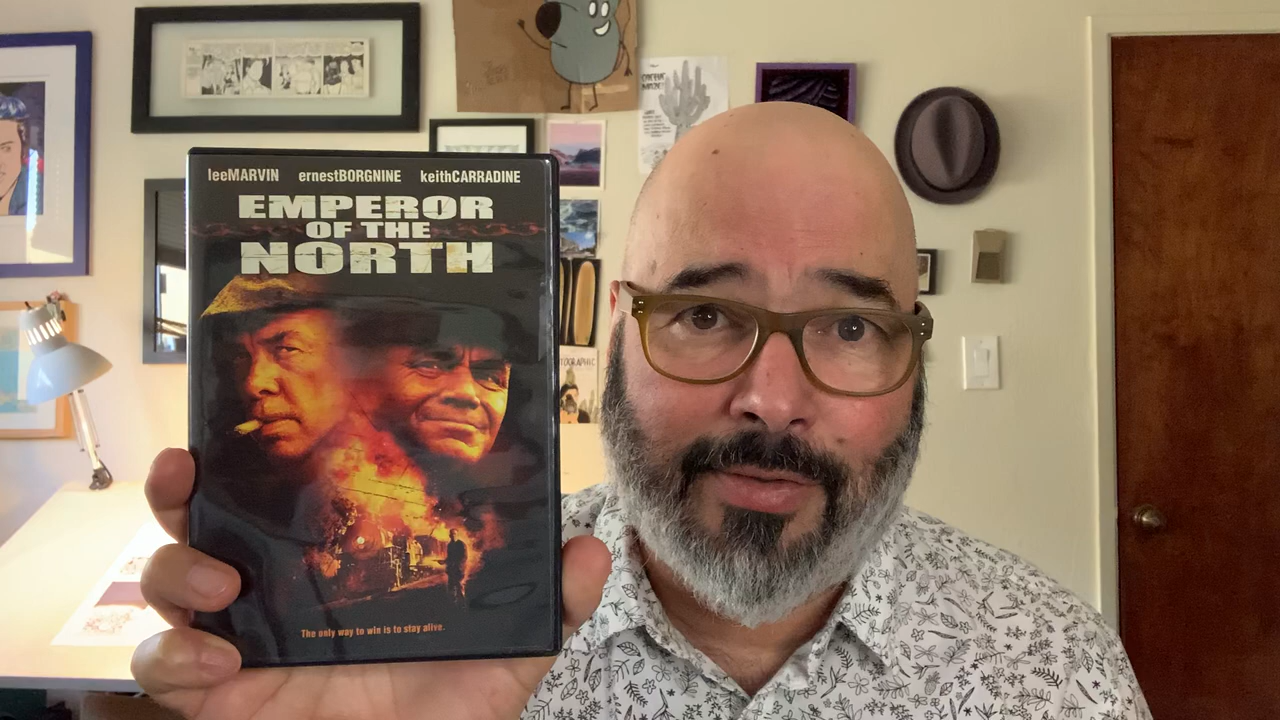 leeMARVIN ernestBORGNINE keithCARRADINE
EMPEROR
OF THE
NORTH
The only way to win is to stay alive.